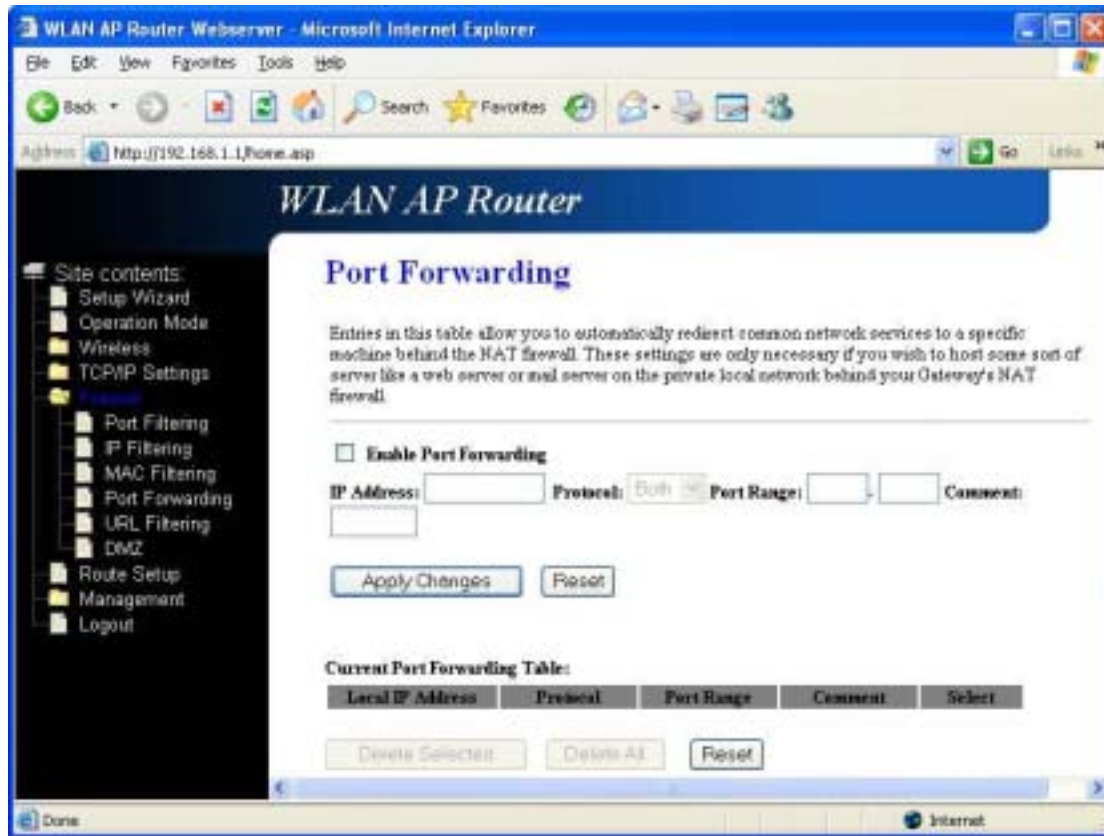 WLAN AP Router Webserver - Microsoft Internet Explorer
File Edit View Favorites Tools Help
Back Search Favorites
Address http://192.168.1.1/home.asp Go Links »
WLAN AP Router
Site contents:
Setup Wizard
Operation Mode
Wireless
TCP/IP Settings
Firewall
Port Filtering
IP Filtering
MAC Filtering
Port Forwarding
URL Filtering
DMZ
Route Setup
Management
Logout
Port Forwarding
Entries in this table allow you to automatically redirect common network services to a specific
machine behind the NAT firewall. These settings are only necessary if you wish to host some sort of
server like a web server or mail server on the private local network behind your Gateway's NAT
firewall.
Enable Port Forwarding
IP Address: Protocol: Both Port Range: - Comment:
Apply Changes Reset
Current Port Forwarding Table:
Local IP Address Protocol Port Range Comment Select
Delete Selected Delete All Reset
Done Internet